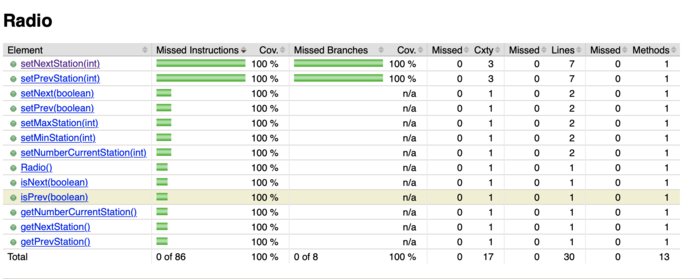 Radio
Element Missed Instructions Cov. Missed Branches Cov. Missed Cxty Missed Lines Missed Methods
setNextStation(int) 100 % 100 % 0 3 0 7 0 1
setPrevStation(int) 100 % 100 % 0 3 0 7 0 1
setNext(boolean) 100 % n/a 0 1 0 2 0 1
setPrev(boolean) 100 % n/a 0 1 0 2 0 1
setMaxStation(int) 100 % n/a 0 1 0 2 0 1
setMinStation(int) 100 % n/a 0 1 0 2 0 1
setNumberCurrentStation(int) 100 % n/a 0 1 0 2 0 1
Radio() 100 % n/a 0 1 0 1 0 1
isNext(boolean) 100 % n/a 0 1 0 1 0 1
isPrev(boolean) 100 % n/a 0 1 0 1 0 1
getNumberCurrentStation() 100 % n/a 0 1 0 1 0 1
getNextStation() 100 % n/a 0 1 0 1 0 1
getPrevStation() 100 % n/a 0 1 0 1 0 1
Total 0 of 86 100 % 0 of 8 100 % 0 17 0 30 0 13